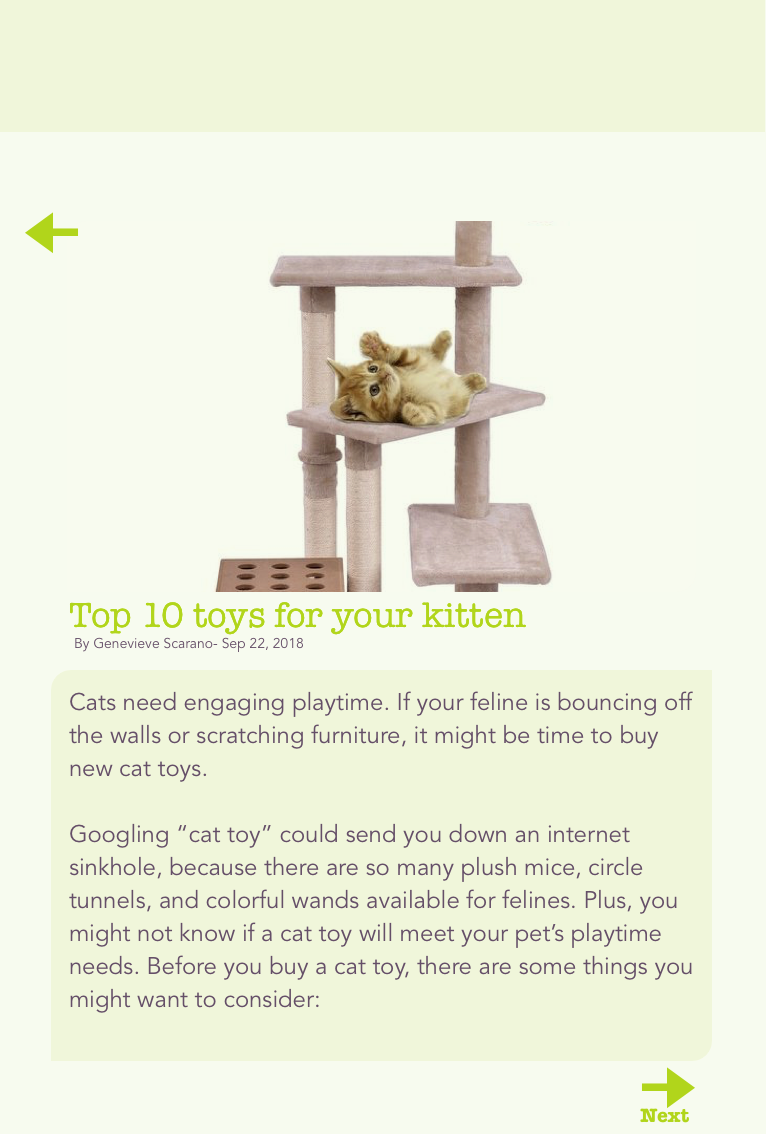 Top 10 toys for your kitten
By Genevieve Scarano- Sep 22, 2018
Cats need engaging playtime. If your feline is bouncing off
the walls or scratching furniture, it might be time to buy
new cat toys.
Googling “cat toy” could send you down an internet
sinkhole, because there are so many plush mice, circle
tunnels, and colorful wands available for felines. Plus, you
might not know if a cat toy will meet your pet’s playtime
needs. Before you buy a cat toy, there are some things you
might want to consider:
Next